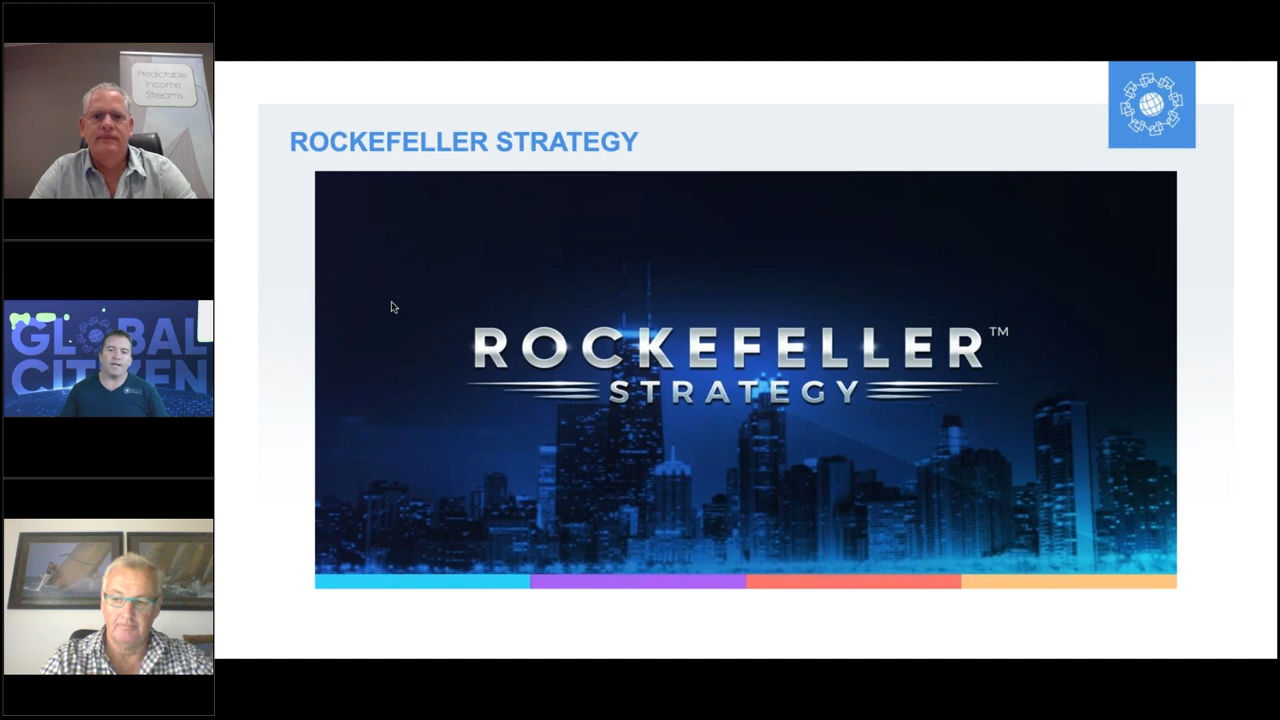 Predictable
Income
Streams
GLOBAL
CITIZEN
ROCKEFELLER STRATEGY
ROCKEFELLER™
STRATEGY